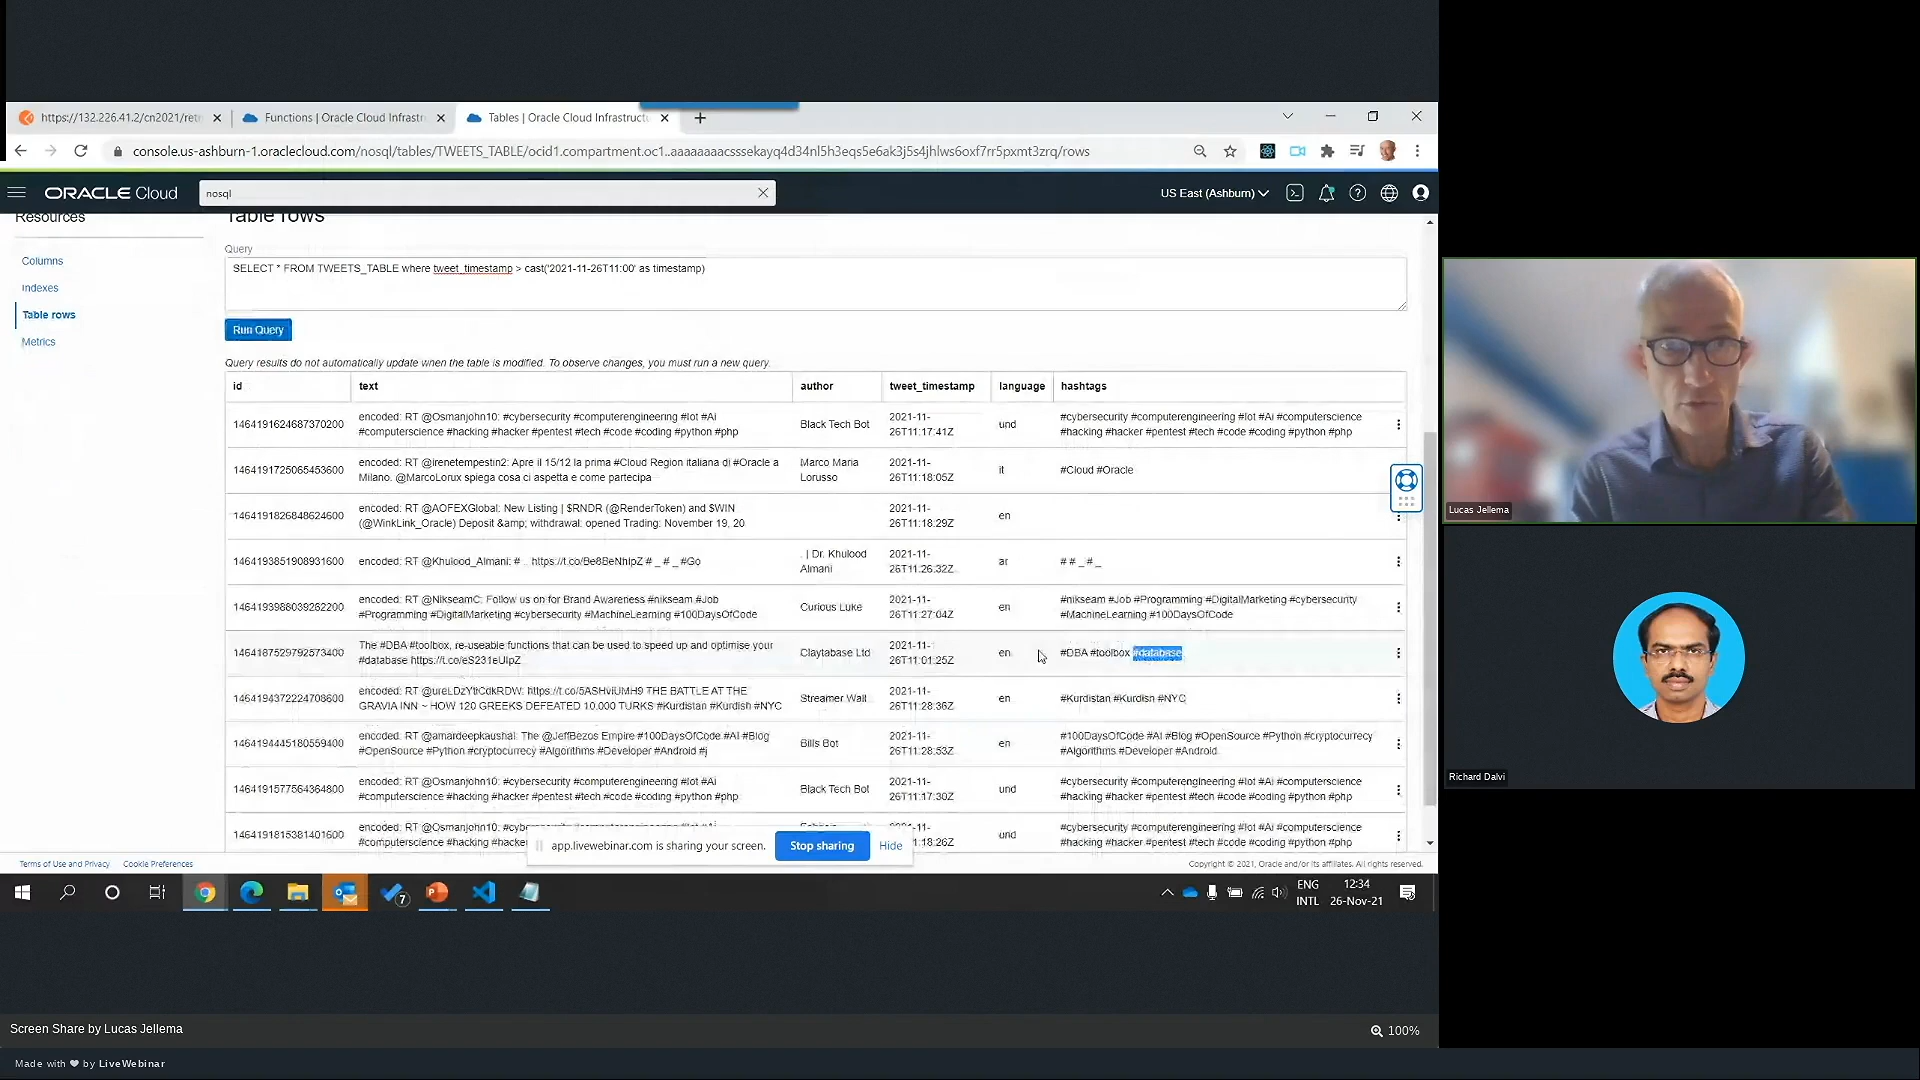 https://132.226.41.2/cn2021/retr
Functions | Oracle Cloud Infrastr
Tables | Oracle Cloud Infrastruct
console.us-ashburn-1.oraclecloud.com/nosql/tables/TWEETS_TABLE/ocid1.compartment.oc1..aaaaaaaacsssekayq4d34nl5h3eqs5e6ak3j5s4jhlws6oxf7rr5pxmt3zrq/rows
ORACLE Cloud
nosql
US East (Ashburn)
Resources
Table rows
Columns
Indexes
Table rows
Metrics
Query
SELECT * FROM TWEETS_TABLE where tweet_timestamp > cast('2021-11-26T11:00' as timestamp)
Run Query
Query results do not automatically update when the table is modified. To observe changes, you must run a new query.
id text author tweet_timestamp language hashtags
1464191624687370200 encoded: RT @Osmanjohn10: #cybersecurity #computerengineering #Iot #Ai
#computerscience #hacking #hacker #pentest #tech #code #coding #python #php
Black Tech Bot
2021-11-
26T11:17:41Z
und
#cybersecurity #computerengineering #Iot #Ai #computerscience
#hacking #hacker #pentest #tech #code #coding #python #php
1464191725065453600 encoded: RT @irenetempestin2: Apre il 15/12 la prima #Cloud Region italiana di #Oracle a
Milano. @MarcoLorux spiega cosa ci aspetta e come partecipa
Marco Maria
Lorusso
2021-11-
26T11:18:05Z
it
#Cloud #Oracle
1464191826848624600 encoded: RT @AOFEXGlobal: New Listing | $RNDR (@RenderToken) and $WIN
(@WinkLink_Oracle) Deposit &amp; withdrawal: opened Trading: November 19, 20
2021-11-
26T11:18:29Z
en
1464193851908931600 encoded: RT @Khulood_Almani: # . https://t.co/Be8BeNhIpZ # _ # _ #Go
. | Dr. Khulood
Almani
2021-11-
26T11:26:32Z
ar
# # _ # _
1464193988039262200 encoded: RT @NikseamC: Follow us on for Brand Awareness #nikseam #Job
#Programming #DigitalMarketing #cybersecurity #MachineLearning #100DaysOfCode
Curious Luke
2021-11-
26T11:27:04Z
en
#nikseam #Job #Programming #DigitalMarketing #cybersecurity
#MachineLearning #100DaysOfCode
1464187529792573400 The #DBA #toolbox, re-useable functions that can be used to speed up and optimise your
#database https://t.co/eS231eUIpZ
Claytabase Ltd
2021-11-
26T11:01:25Z
en
#DBA #toolbox #database
1464194372224708600 encoded: RT @ureLDzYtCdkRDW: https://t.co/5ASHviUMH9 THE BATTLE AT THE
GRAVIA INN ~ HOW 120 GREEKS DEFEATED 10.000 TURKS #Kurdistan #Kurdish #NYC
Streamer Wall
2021-11-
26T11:28:36Z
en
#Kurdistan #Kurdish #NYC
1464194445180559400 encoded: RT @amardeepkaushal: The @JeffBezos Empire #100DaysOfCode #AI #Blog
#OpenSource #Python #cryptocurrecy #Algorithms #Developer #Android #j
Bills Bot
2021-11-
26T11:28:53Z
en
#100DaysOfCode #AI #Blog #OpenSource #Python #cryptocurrecy
#Algorithms #Developer #Android
1464191577564364800 encoded: RT @Osmanjohn10: #cybersecurity #computerengineering #Iot #Ai
#computerscience #hacking #hacker #pentest #tech #code #coding #python #php
Black Tech Bot
2021-11-
26T11:17:30Z
und
#cybersecurity #computerengineering #Iot #Ai #computerscience
#hacking #hacker #pentest #tech #code #coding #python #php
1464191815381401600 encoded: RT @Osmanjohn10: #cyb
#computerscience #hacking #hacke
11:18:26Z
und
#cybersecurity #computerengineering #Iot #Ai #computerscience
#hacking #hacker #pentest #tech #code #coding #python #php
app.livewebinar.com is sharing your screen.
Stop sharing
Hide
Terms of Use and Privacy
Cookie Preferences
Copyright © 2021, Oracle and/or its affiliates. All rights reserved.
7
ENG
INTL
12:34
26-Nov-21
Lucas Jellema
Richard Dalvi
Screen Share by Lucas Jellema
100%
Made with ❤ by LiveWebinar